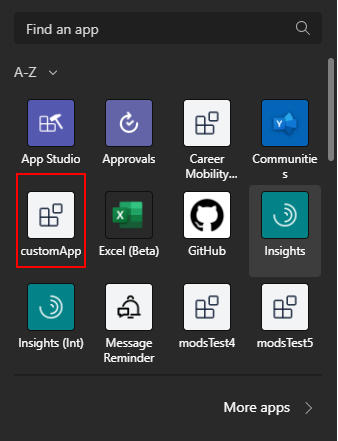 Find an app
A-Z
App Studio Approvals Career Communitie
Mobility... s
customApp Excel (Beta) GitHub Insights
Insights (Int) Message modsTest4 modsTest5
Reminder
More apps